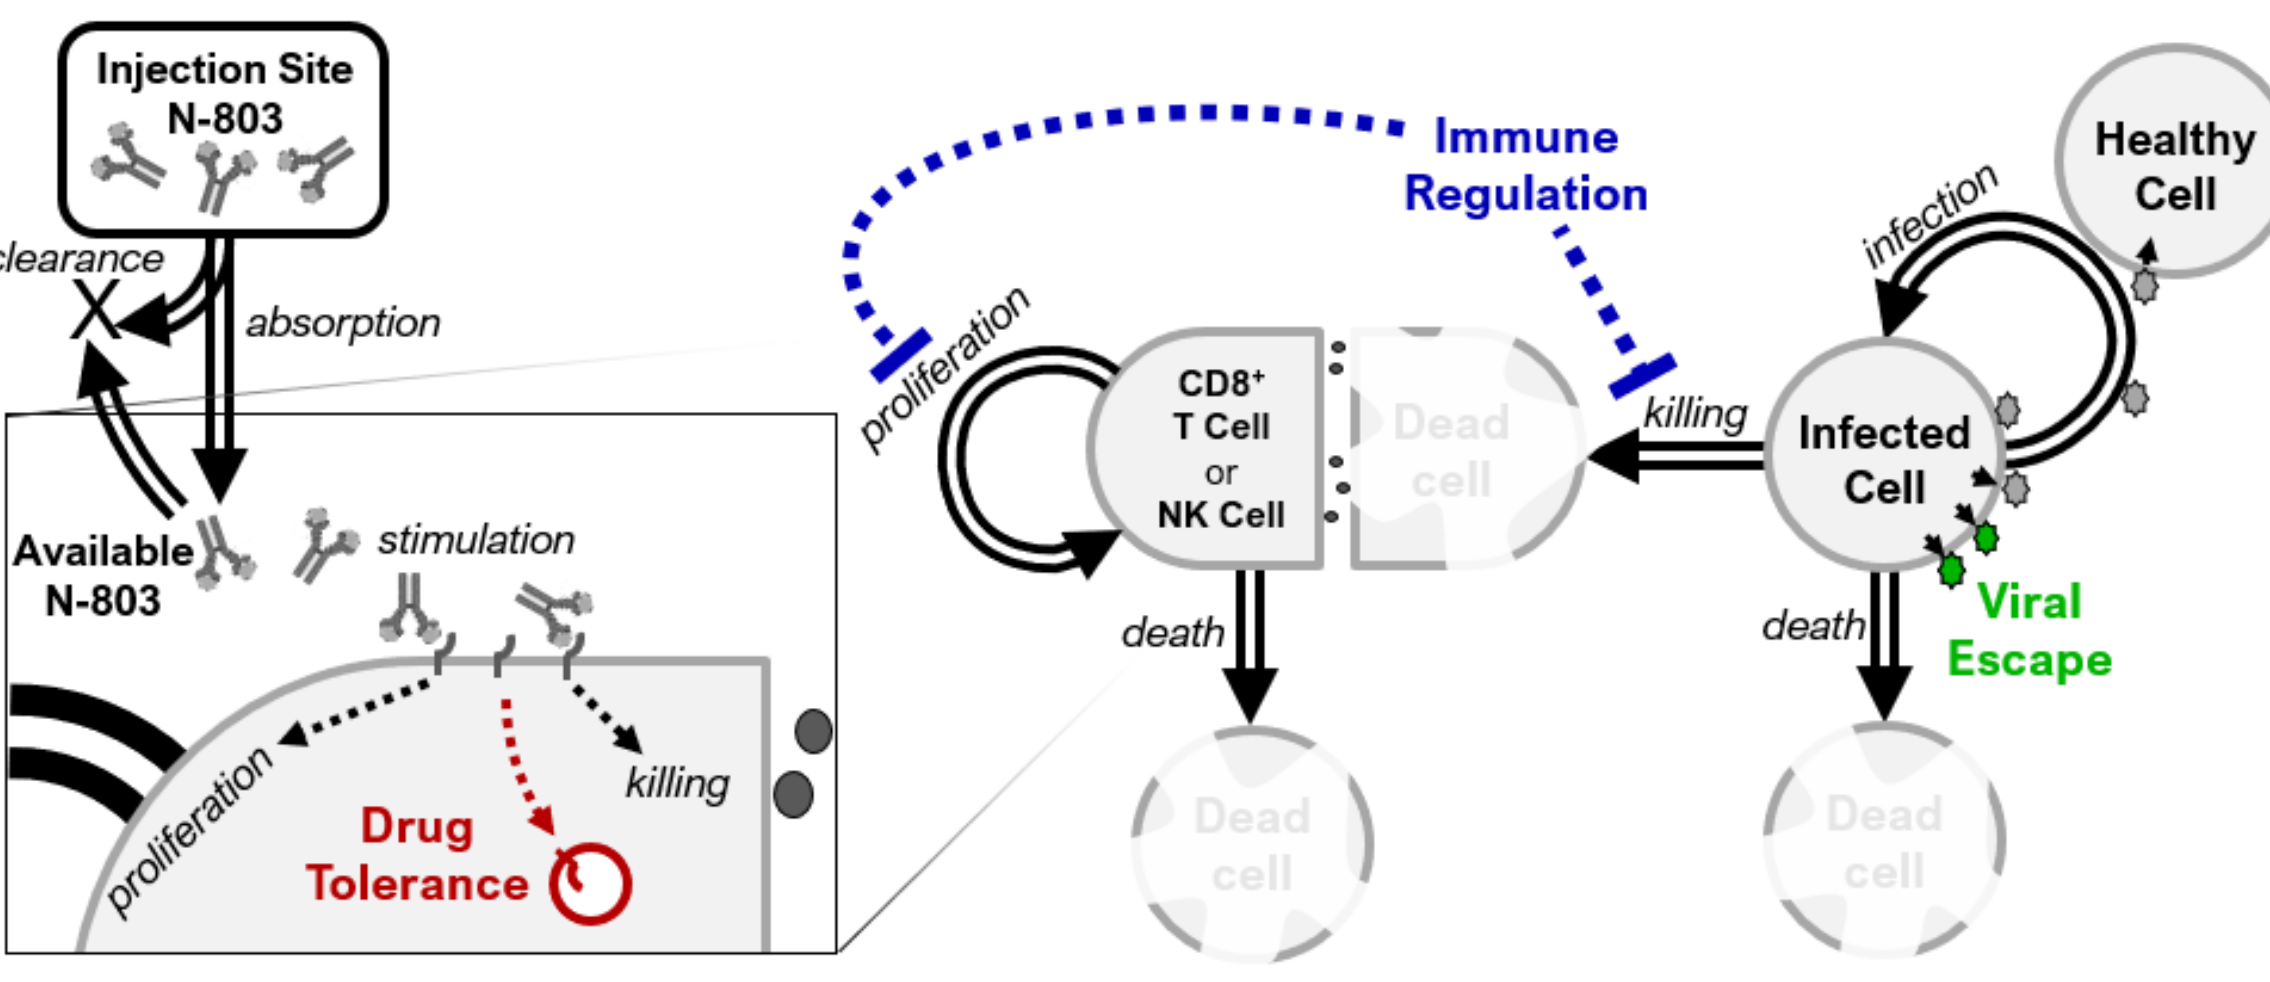 Injection Site
N-803
clearance
absorption
Available
N-803
stimulation
proliferation
killing
Drug
Tolerance
Immune
Regulation
proliferation
CD8⁺
T Cell
or
NK Cell
Dead
cell
killing
death
Dead
cell
Healthy
Cell
infection
Infected
Cell
Viral
Escape
death
Dead
cell